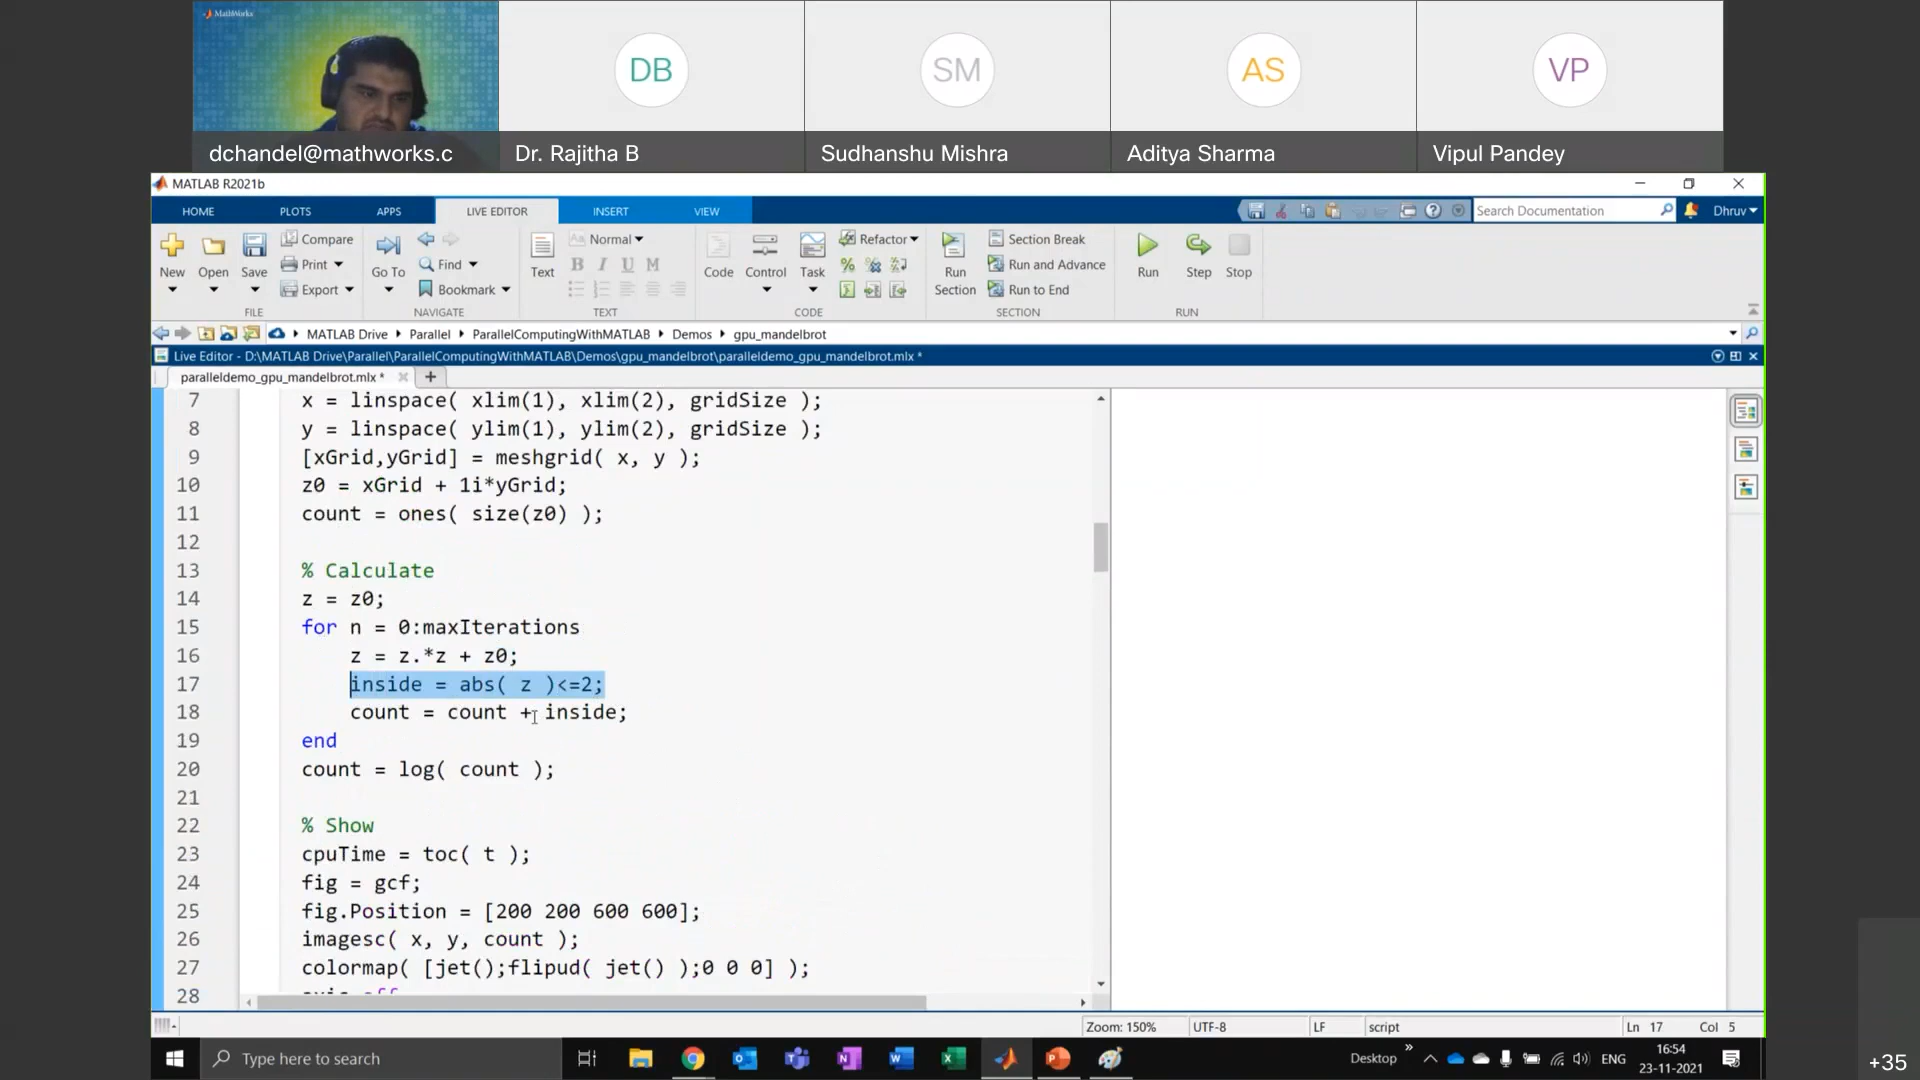 MathWorks
DB
SM
AS
VP
dchandel@mathworks.c
Dr. Rajitha B
Sudhanshu Mishra
Aditya Sharma
Vipul Pandey
MATLAB R2021b
HOME
PLOTS
APPS
LIVE EDITOR
INSERT
VIEW
Search Documentation
Dhruv
New
Open
Save
Compare
Print
Export
FILE
Go To
Find
Bookmark
NAVIGATE
Text
Normal
B I U M
TEXT
Code
Control
Task
Refactor
CODE
Run
Section
Section Break
Run and Advance
Run to End
SECTION
Run
Step
Stop
RUN
MATLAB Drive
Parallel
ParallelComputingWithMATLAB
Demos
gpu_mandelbrot
Live Editor - D:\MATLAB Drive\Parallel\ParallelComputingWithMATLAB\Demos\gpu_mandelbrot\paralleldemo_gpu_mandelbrot.mlx *
paralleldemo_gpu_mandelbrot.mlx *
7 x = linspace( xlim(1), xlim(2), gridSize );
8 y = linspace( ylim(1), ylim(2), gridSize );
9 [xGrid,yGrid] = meshgrid( x, y );
10 z0 = xGrid + 1i*yGrid;
11 count = ones( size(z0) );
12
13 % Calculate
14 z = z0;
15 for n = 0:maxIterations
16 z = z.*z + z0;
17 inside = abs( z )<=2;
18 count = count + inside;
19 end
20 count = log( count );
21
22 % Show
23 cpuTime = toc( t );
24 fig = gcf;
25 fig.Position = [200 200 600 600];
26 imagesc( x, y, count );
27 colormap( [jet();flipud( jet() );0 0 0] );
28
Zoom: 150%
UTF-8
LF
script
Ln 17
Col 5
Type here to search
Desktop
ENG
16:54
23-11-2021
+35